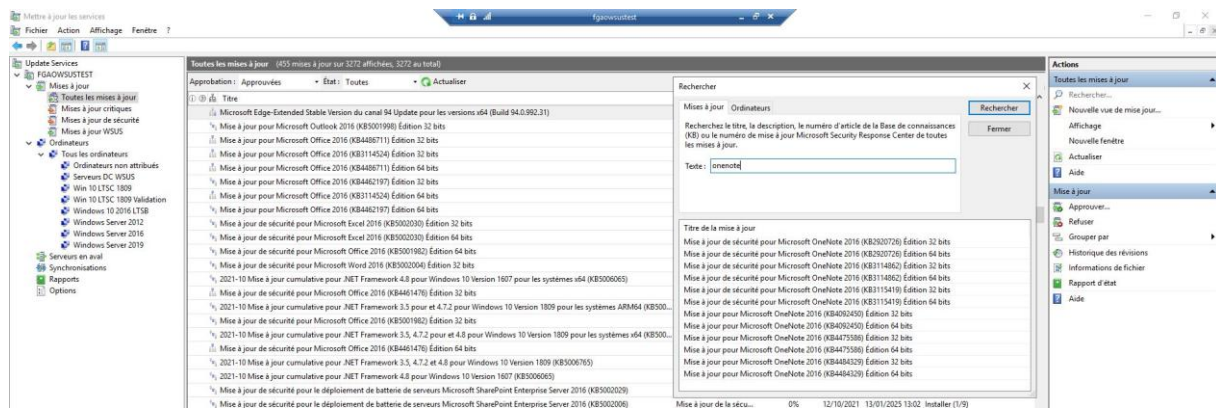 Mettre à jour les services
fgaowsustest
Fichier Action Affichage Fenêtre ?
Update Services
FGAOWSUSTEST
Mises à jour
Toutes les mises à jour
Mises à jour critiques
Mises à jour de sécurité
Mises à jour WSUS
Ordinateurs
Tous les ordinateurs
Ordinateurs non attribués
Serveurs DC WSUS
Win 10 LTSC 1809
Win 10 LTSC 1809 Validation
Windows 10 2016 LTSB
Windows Server 2012
Windows Server 2016
Windows Server 2019
Serveurs en aval
Synchronisations
Rapports
Options
Toutes les mises à jour (455 mises à jour sur 3272 affichées, 3272 au total)
Approbation : Approuvées État : Toutes Actualiser
Titre
Microsoft Edge-Extended Stable Version du canal 94 Update pour les versions x64 (Build 94.0.992.31)
Mise à jour pour Microsoft Outlook 2016 (KB5001998) Édition 32 bits
Mise à jour pour Microsoft Office 2016 (KB4486711) Édition 32 bits
Mise à jour pour Microsoft Office 2016 (KB3114524) Édition 32 bits
Mise à jour pour Microsoft Office 2016 (KB4486711) Édition 64 bits
Mise à jour pour Microsoft Office 2016 (KB4462197) Édition 32 bits
Mise à jour pour Microsoft Office 2016 (KB3114524) Édition 64 bits
Mise à jour pour Microsoft Office 2016 (KB4462197) Édition 64 bits
Mise à jour de sécurité pour Microsoft Excel 2016 (KB5002030) Édition 32 bits
Mise à jour de sécurité pour Microsoft Excel 2016 (KB5002030) Édition 64 bits
Mise à jour de sécurité pour Microsoft Office 2016 (KB5001982) Édition 64 bits
Mise à jour de sécurité pour Microsoft Word 2016 (KB5002004) Édition 32 bits
2021-10 Mise à jour cumulative pour .NET Framework 4.8 pour Windows 10 Version 1607 pour les systèmes x64 (KB5006065)
Mise à jour de sécurité pour Microsoft Office 2016 (KB4461476) Édition 32 bits
2021-10 Mise à jour cumulative pour .NET Framework 3.5 pour et 4.7.2 pour Windows 10 Version 1809 pour les systèmes ARM64 (KB500...
Mise à jour de sécurité pour Microsoft Office 2016 (KB5001982) Édition 32 bits
2021-10 Mise à jour cumulative pour .NET Framework 3.5, 4.7.2 pour et 4.8 pour Windows 10 Version 1809 pour les systèmes x64 (KB500...
Mise à jour de sécurité pour Microsoft Office 2016 (KB4461476) Édition 64 bits
2021-10 Mise à jour cumulative pour .NET Framework 3.5, 4.7.2 et 4.8 pour Windows 10 Version 1809 (KB5006765)
2021-10 Mise à jour cumulative pour .NET Framework 4.8 pour Windows 10 Version 1607 (KB5006065)
Mise à jour de sécurité pour le déploiement de batterie de serveurs Microsoft SharePoint Enterprise Server 2016 (KB5002029)
Mise à jour de sécurité pour le déploiement de batterie de serveurs Microsoft SharePoint Enterprise Server 2016 (KB5002006) Mise à jour de la sécu... 0% 12/10/2021 13/01/2025 13:02 Installer (1/9)
Rechercher
Mises à jour Ordinateurs
Rechercher
Fermer
Recherchez le titre, la description, le numéro d'article de la Base de connaissances
(KB) ou le numéro de mise à jour Microsoft Security Response Center de toutes
les mises à jour.
Texte : onenote
Titre de la mise à jour
Mise à jour de sécurité pour Microsoft OneNote 2016 (KB2920726) Édition 32 bits
Mise à jour de sécurité pour Microsoft OneNote 2016 (KB2920726) Édition 64 bits
Mise à jour de sécurité pour Microsoft OneNote 2016 (KB3114862) Édition 32 bits
Mise à jour de sécurité pour Microsoft OneNote 2016 (KB3114862) Édition 64 bits
Mise à jour de sécurité pour Microsoft OneNote 2016 (KB3115419) Édition 32 bits
Mise à jour de sécurité pour Microsoft OneNote 2016 (KB3115419) Édition 64 bits
Mise à jour pour Microsoft OneNote 2016 (KB4092450) Édition 32 bits
Mise à jour pour Microsoft OneNote 2016 (KB4092450) Édition 64 bits
Mise à jour pour Microsoft OneNote 2016 (KB4475586) Édition 32 bits
Mise à jour pour Microsoft OneNote 2016 (KB4475586) Édition 64 bits
Mise à jour pour Microsoft OneNote 2016 (KB4484329) Édition 32 bits
Mise à jour pour Microsoft OneNote 2016 (KB4484329) Édition 64 bits
Actions
Toutes les mises à jour
Rechercher...
Nouvelle vue de mise jour...
Affichage
Nouvelle fenêtre
Actualiser
Aide
Mise à jour
Approuver...
Refuser
Grouper par
Historique des révisions
Informations de fichier
Rapport d'état
Aide